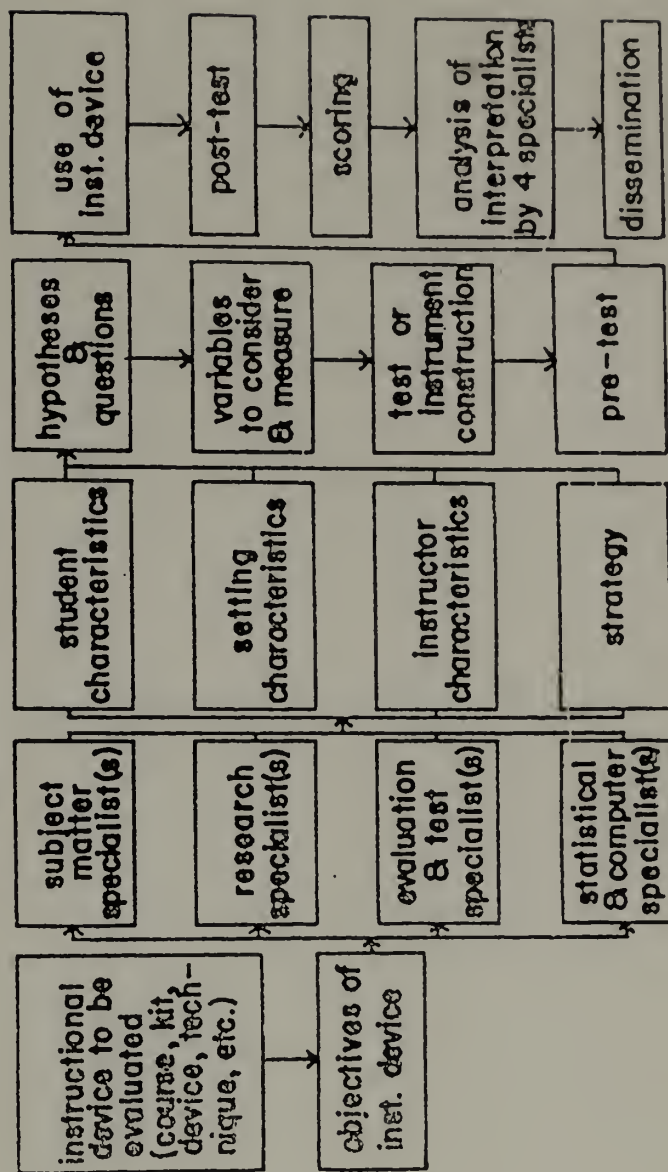 instructional
device to be
evaluated
(course, kit,
device, tech-
nique, etc.)
objectives of
inst. device
subject
matter
specialist(s)
research
specialist(s)
evaluation
& test
specialist(s)
statistical
& computer
specialist(s)
student
characteristics
setting
characteristics
instructor
characteristics
strategy
hypotheses
&
questions
variables
to consider
& measure
test or
instrument
construction
pre-test
use of
inst. device
post-test
scoring
analysis of
interpretation
by 4 specialists
dissemination